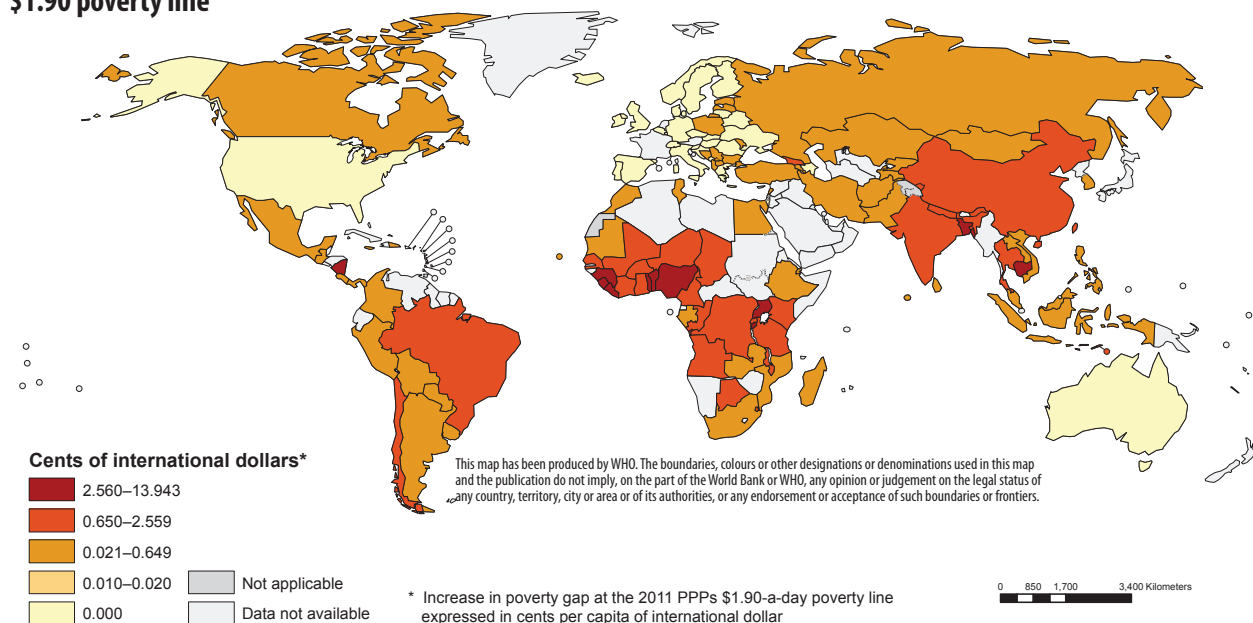 $1.90 poverty line
This map has been produced by WHO. The boundaries, colours or other designations or denominations used in this map
and the publication do not imply, on the part of the World Bank or WHO, any opinion or judgement on the legal status of
any country, territory, city or area or of its authorities, or any endorsement or acceptance of such boundaries or frontiers.
Cents of international dollars*
2.560–13.943
0.650–2.559
0.021–0.649
0.010–0.020
0.000
Not applicable
Data not available
* Increase in poverty gap at the 2011 PPPs $1.90-a-day poverty line
expressed in cents per capita of international dollar
0 850 1,700 3,400 Kilometers